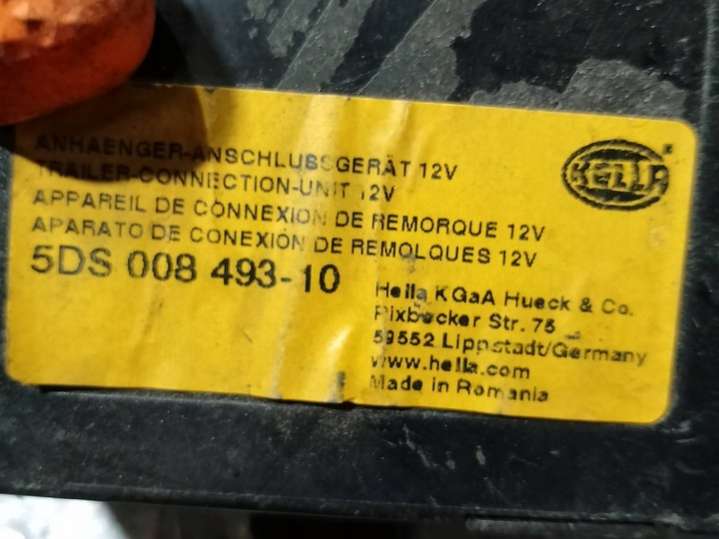 ANHAENGER-ANSCHLUSSGERÄT 12V
TRAILER-CONNECTION-UNIT 12V
APPAREIL DE CONNEXION DE REMORQUE 12V
APARATO DE CONEXIÓN DE REMOLQUES 12V
5DS 008 493-10
HELLA
Hella KGaA Hueck & Co.
Rixbecker Str. 75
59552 Lippstadt/Germany
www.hella.com
Made in Romania